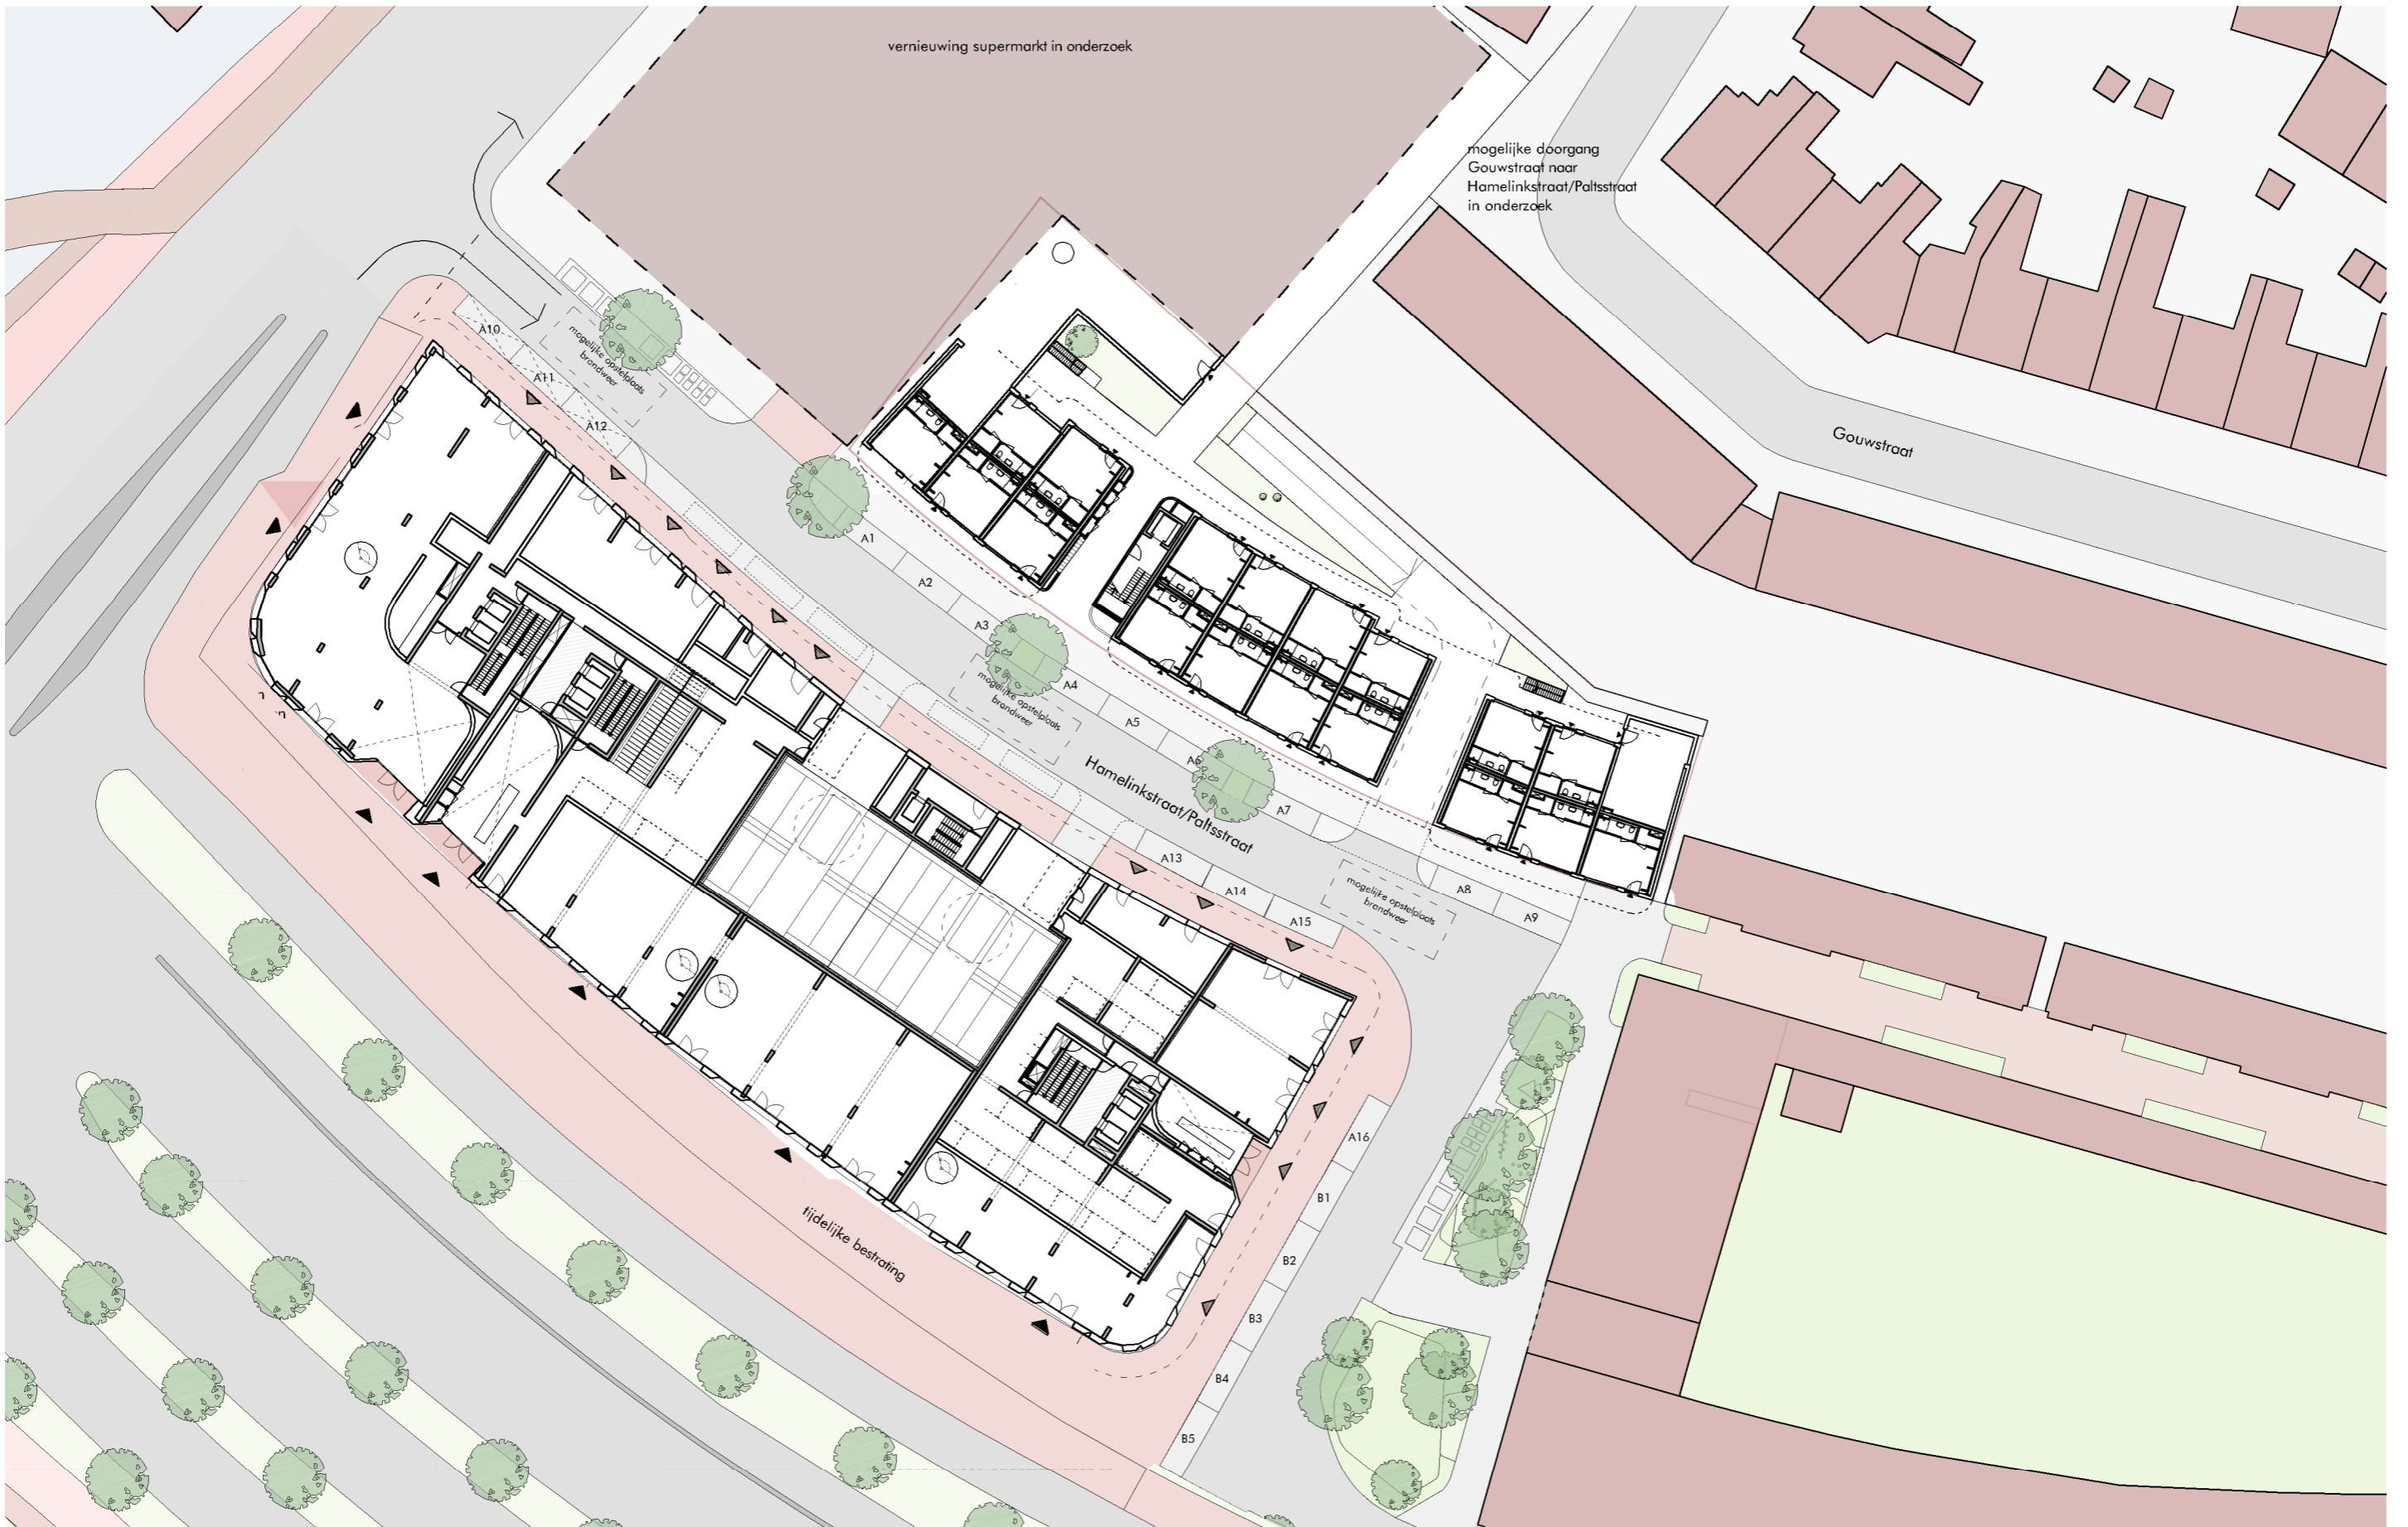 vernieuwing supermarkt in onderzoek
mogelijke doorgang
Gouwstraat naar
Hamelinkstraat/Paltsstraat
in onderzoek
Gouwstraat
A10
A11
A12
mogelijke opstelplaats
brandweer
A1
A2
A3
A4
A5
A6
A7
A8
A9
mogelijke opstelplaats
brandweer
Hamelinkstraat/Paltsstraat
A13
A14
A15
mogelijke opstelplaats
brandweer
A16
B1
B2
B3
B4
B5
tijdelijke bestrating